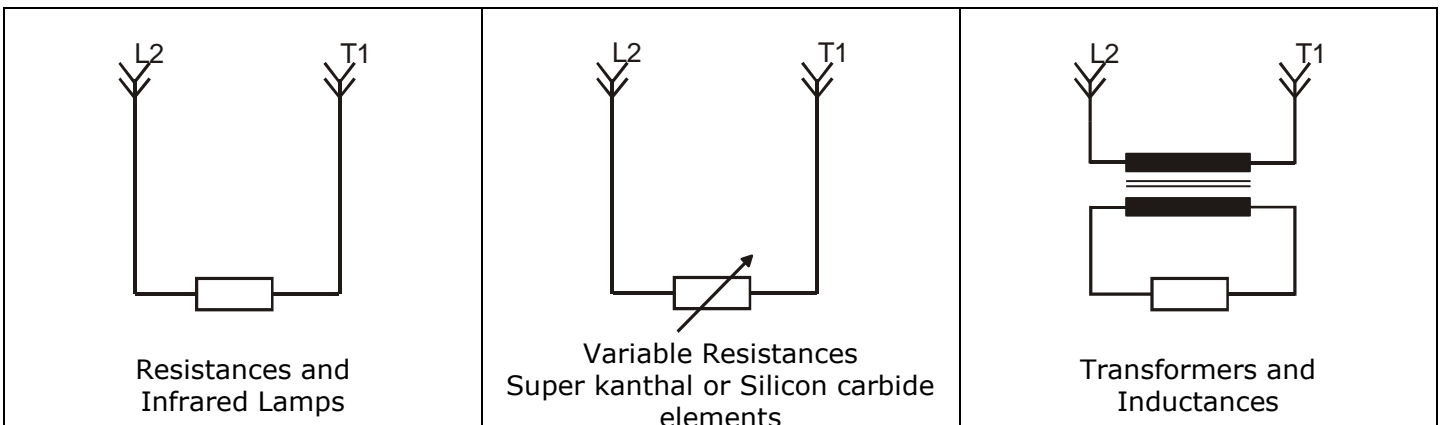 L2 T1
Resistances and
Infrared Lamps
L2 T1
Variable Resistances
Super kanthal or Silicon carbide
elements
L2 T1
Transformers and
Inductances